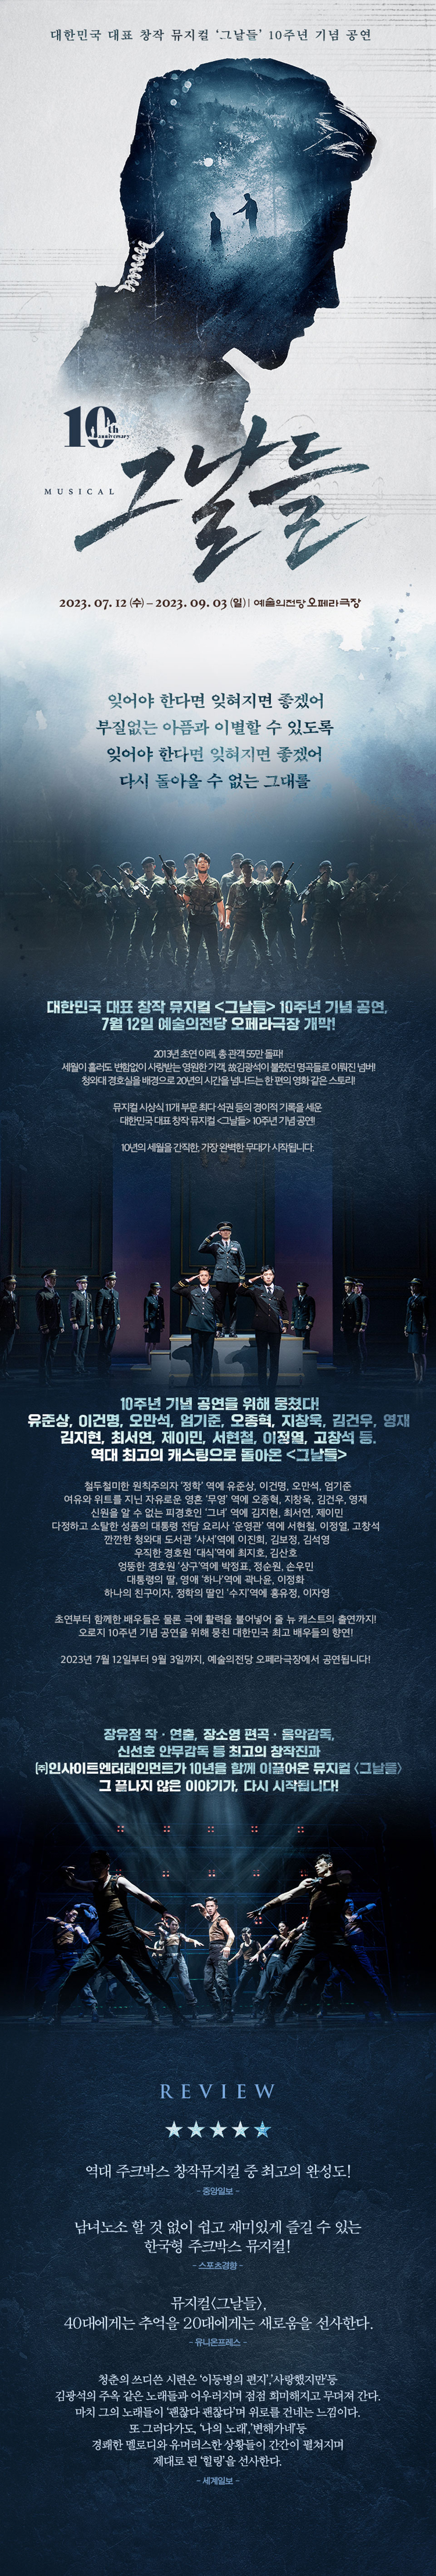 대한민국 대표 창작 뮤지컬 ‘그날들’ 10주년 기념 공연
10th
anniversary
MUSICAL
그날들
2023. 07. 12 (수) – 2023. 09. 03 (일) | 예술의전당 오페라극장
잊어야 한다면 잊혀지면 좋겠어
부질없는 아픔과 이별할 수 있도록
잊어야 한다면 잊혀지면 좋겠어
다시 돌아올 수 없는 그대를
대한민국 대표 창작 뮤지컬 <그날들> 10주년 기념 공연,
7월 12일 예술의전당 오페라극장 개막!
2013년 초연 이래, 총 관객 55만 돌파!
세월이 흘러도 변함없이 사랑받는 영원한 가객, 故김광석이 불렀던 명곡들로 이뤄진 넘버!
청와대 경호실을 배경으로 20년의 시간을 넘나드는 한 편의 영화 같은 스토리!
뮤지컬 시상식 11개 부문 최다 석권 등의 경이적 기록을 세운
대한민국 대표 창작 뮤지컬 <그날들> 10주년 기념 공연!
10년의 세월을 간직한, 가장 완벽한 무대가 시작됩니다.
10주년 기념 공연을 위해 뭉쳤다!
유준상, 이건명, 오만석, 엄기준, 오종혁, 지창욱, 김건우, 영재
김지현, 최서연, 제이민, 서현철, 이정열, 고창석 등.
역대 최고의 캐스팅으로 돌아온 <그날들>
철두철미한 원칙주의자 ‘정학’ 역에 유준상, 이건명, 오만석, 엄기준
여유와 위트를 지닌 자유로운 영혼 ‘무영’ 역에 오종혁, 지창욱, 김건우, 영재
신원을 알 수 없는 피경호인 ‘그녀’ 역에 김지현, 최서연, 제이민
다정하고 소탈한 성품의 대통령 전담 요리사 ‘운영관’ 역에 서현철, 이정열, 고창석
깐깐한 청와대 도서관 ‘사서’역에 이진희, 김보정, 김석영
우직한 경호원 ‘대식’역에 최지호, 김산호
엉뚱한 경호원 ‘상구’역에 박정표, 정순원, 손우민
대통령의 딸, 영애 ‘하나’역에 곽나윤, 이정화
하나의 친구이자, 정학의 딸인 ‘수지’역에 홍유정, 이자영
초연부터 함께한 배우들은 물론 극에 활력을 불어넣어 줄 뉴 캐스트의 출연까지!
오로지 10주년 기념 공연을 위해 뭉친 대한민국 최고 배우들의 향연!
2023년 7월 12일부터 9월 3일까지, 예술의전당 오페라극장에서 공연됩니다!
장유정 작 · 연출, 장소영 편곡 · 음악감독,
신선호 안무감독 등 최고의 창작진과
㈜인사이트엔터테인먼트가 10년을 함께 이끌어온 뮤지컬 <그날들>
그 끝나지 않은 이야기가, 다시 시작됩니다!
REVIEW
★★★★★
역대 주크박스 창작뮤지컬 중 최고의 완성도!
- 중앙일보 -
남녀노소 할 것 없이 쉽고 재미있게 즐길 수 있는
한국형 주크박스 뮤지컬!
- 스포츠경향 -
뮤지컬<그날들>,
40대에게는 추억을 20대에게는 새로움을 선사한다.
- 유니온프레스 -
청춘의 쓰디쓴 시련은 ‘이등병의 편지’,’사랑했지만’등
김광석의 주옥 같은 노래들과 어우러지며 점점 희미해지고 무뎌져 간다.
마치 그의 노래들이 ‘괜찮다 괜찮다’며 위로를 건네는 느낌이다.
또 그러다가도, ‘나의 노래’,’변해가네’등
경쾌한 멜로디와 유머러스한 상황들이 간간이 펼쳐지며
제대로 된 ‘힐링’을 선사한다.
- 세계일보 -